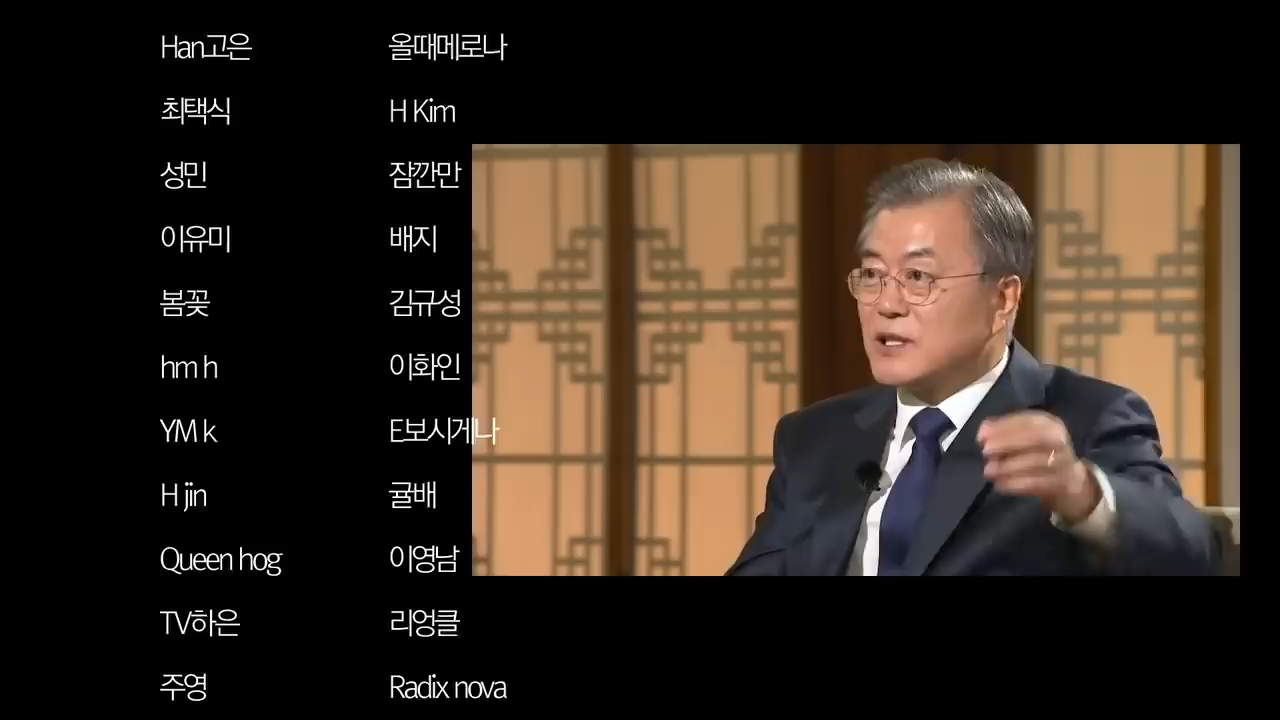 Han고은 올때메로나
최택식 H Kim
성민 잠깐만
이유미 배지
봄꽃 김규성
hm h 이화인
YM k E보시게나
H jin 귤배
Queen hog 이영남
TV하은 리엉클
주영 Radix nova